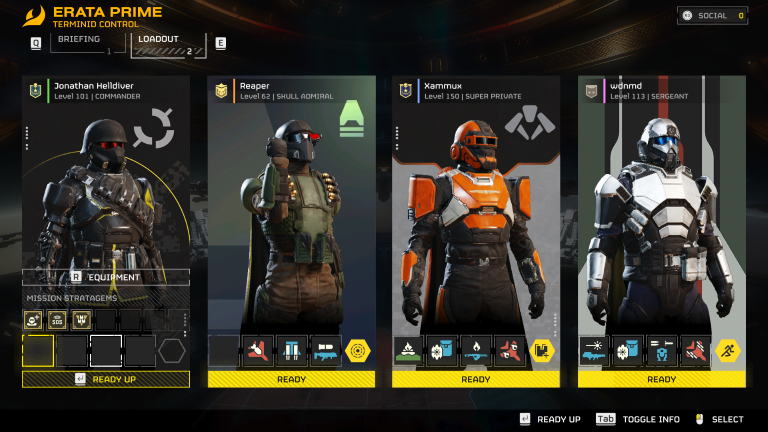 ERATA PRIME
TERMINID CONTROL
SOCIAL 0
Q BRIEFING 1 LOADOUT 2 E
Jonathan Helldiver
Level 101 | COMMANDER
Reaper
Level 62 | SKULL ADMIRAL
Xammux
Level 150 | SUPER PRIVATE
wdnmd
Level 113 | SERGEANT
R EQUIPMENT
MISSION STRATAGEMS
SOS
READY UP
READY
READY
READY
READY UP Tab TOGGLE INFO SELECT